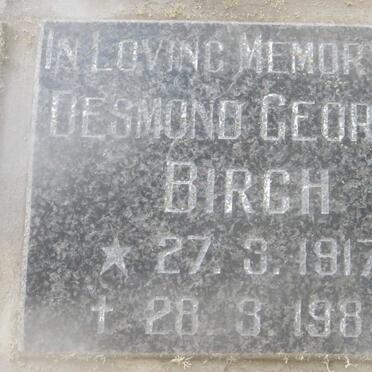 IN LOVING MEMOR
DESMOND GEOR
BIRCH
★ 27. 3. 1917
† 28 8 198